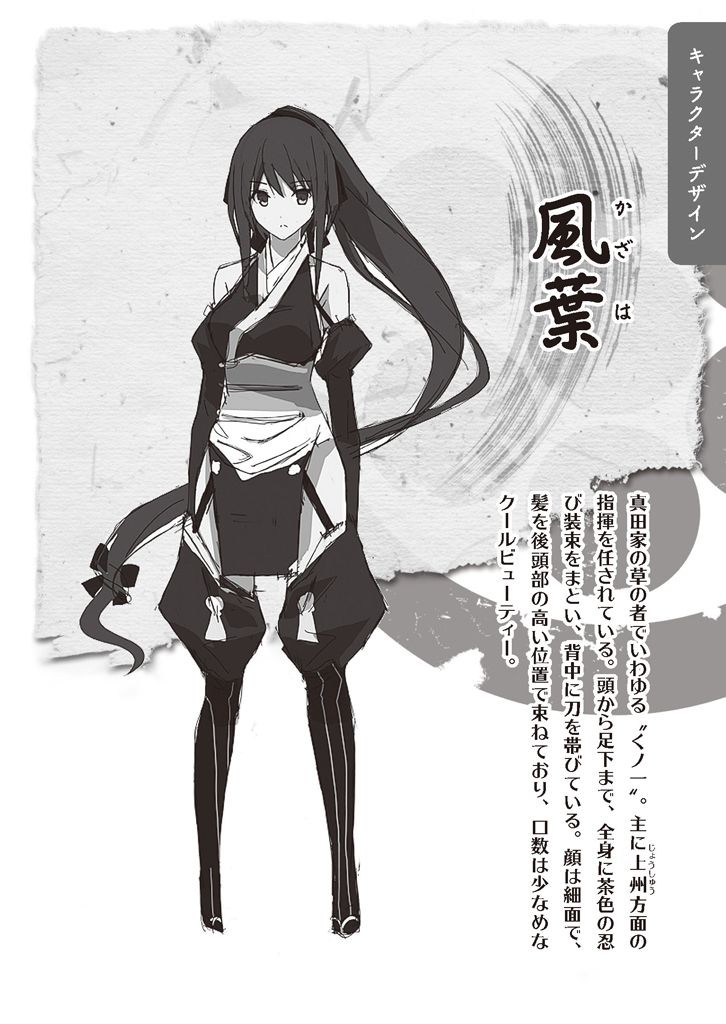 キャラクターデザイン
風葉
かざは
真田家の草の者でいわゆる〝くノ一〟。主に上州方面の
じょうしゅう
指揮を任されている。頭から足下まで、全身に茶色の忍
び装束をまとい、背中に刀を帯びている。顔は細面で、
髪を後頭部の高い位置で束ねており、口数は少なめな
クールビューティー。